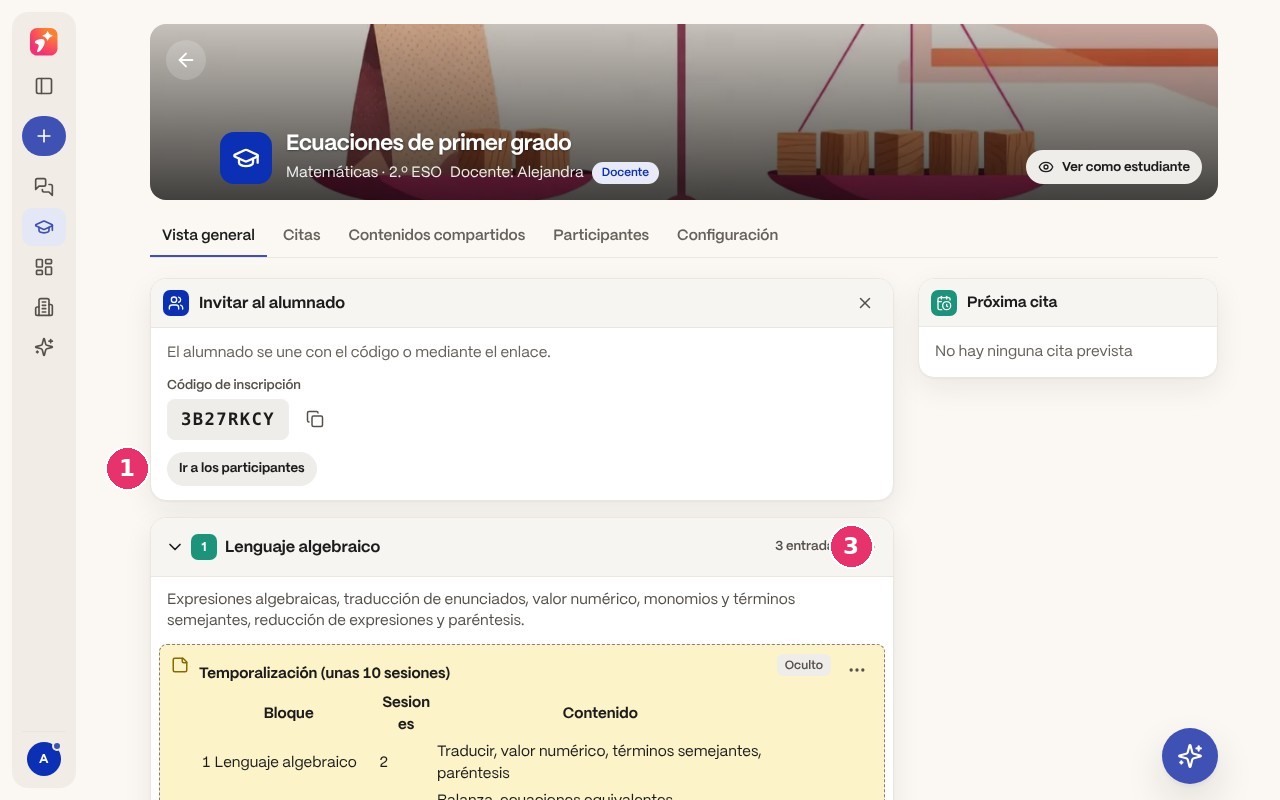 Ecuaciones de primer grado
Matemáticas · 2.º ESO Docente: Alejandra Docente
Ver como estudiante
Vista general Citas Contenidos compartidos Participantes Configuración
Invitar al alumnado
El alumnado se une con el código o mediante el enlace.
Código de inscripción
3B27RKCY
1
Ir a los participantes
Próxima cita
No hay ninguna cita prevista
1 Lenguaje algebraico
3
3
Expresiones algebraicas, traducción de enunciados, valor numérico, monomios y términos
semejantes, reducción de expresiones y paréntesis.
Temporalización (unas 10 sesiones)
Oculto
Bloque Sesion
es Contenido
1 Lenguaje algebraico 2 Traducir, valor numérico, términos semejantes,
paréntesis
A